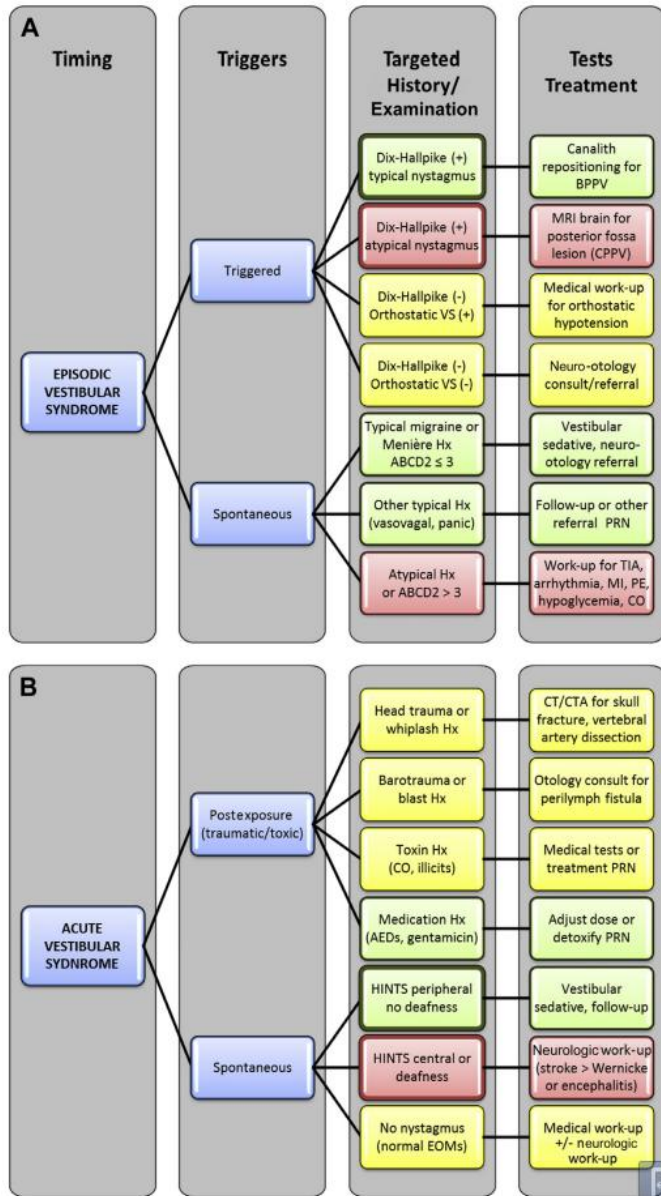 A
Timing
Triggers
Targeted
History/
Examination
Tests
Treatment
EPISODIC
VESTIBULAR
SYNDROME
Triggered
Spontaneous
Dix-Hallpike (+)
typical nystagmus
Canalith
repositioning for
BPPV
Dix-Hallpike (+)
atypical nystagmus
MRI brain for
posterior fossa
lesion (CPPV)
Dix-Hallpike (-)
Orthostatic VS (+)
Medical work-up
for orthostatic
hypotension
Dix-Hallpike (-)
Orthostatic VS (-)
Neuro-otology
consult/referral
Typical migraine or
Menière Hx
ABCD2 ≤ 3
Vestibular
sedative, neuro-
otology referral
Other typical Hx
(vasovagal, panic)
Follow-up or other
referral PRN
Atypical Hx
or ABCD2 > 3
Work-up for TIA,
arrhythmia, MI, PE,
hypoglycemia, CO
B
ACUTE
VESTIBULAR
SYDNROME
Postexposure
(traumatic/toxic)
Spontaneous
Head trauma or
whiplash Hx
CT/CTA for skull
fracture, vertebral
artery dissection
Barotrauma or
blast Hx
Otology consult for
perilymph fistula
Toxin Hx
(CO, illicits)
Medical tests or
treatment PRN
Medication Hx
(AEDs, gentamicin)
Adjust dose or
detoxify PRN
HINTS peripheral
no deafness
Vestibular
sedative, follow-up
HINTS central or
deafness
Neurologic work-up
(stroke > Wernicke
or encephalitis)
No nystagmus
(normal EOMs)
Medical work-up
+/- neurologic
work-up